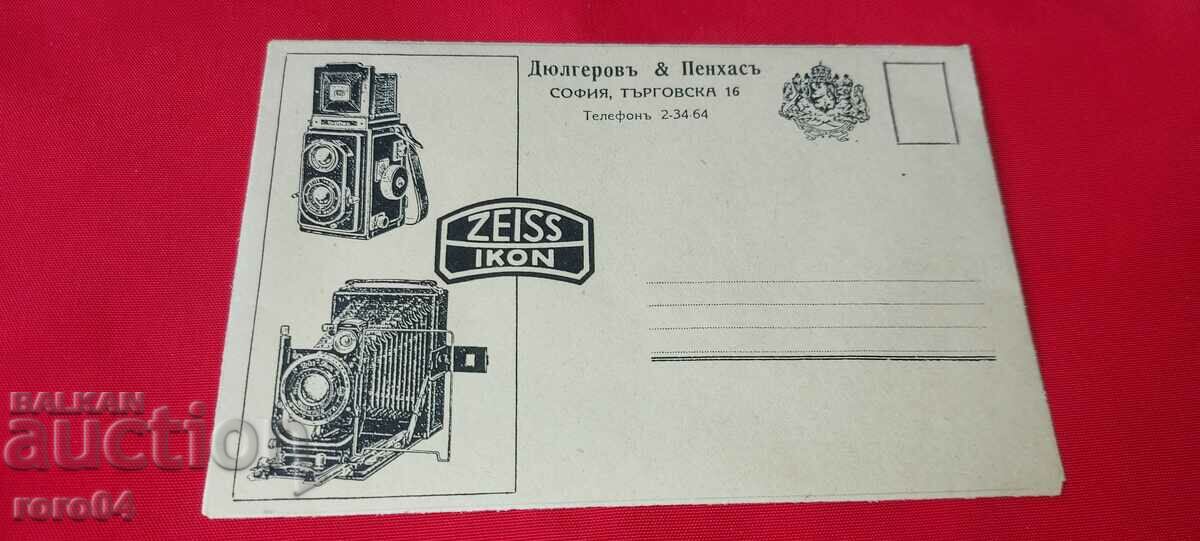 Дюлгеровъ & Пенхасъ
СОФИЯ, ТЪРГОВСКА 16
Телефонъ 2-34-64
ZEISS
IKON
BALKAN
auction
roro04